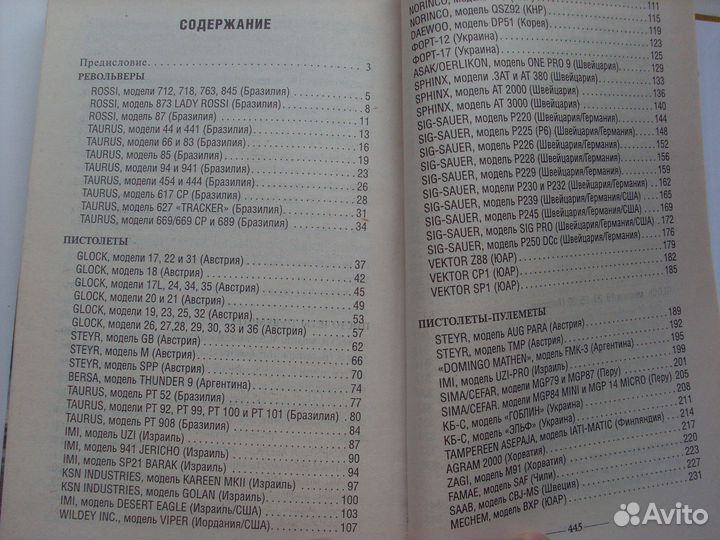 СОДЕРЖАНИЕ
Предисловие 3
РЕВОЛЬВЕРЫ
ROSSI, модели 712, 718, 763, 845 (Бразилия) 5
ROSSI, модель 873 LADY ROSSI (Бразилия) 8
ROSSI, модель 87 (Бразилия) 11
TAURUS, модели 44 и 441 (Бразилия) 13
TAURUS, модели 66 и 83 (Бразилия) 16
TAURUS, модель 85 (Бразилия) 19
TAURUS, модели 94 и 941 (Бразилия) 23
TAURUS, модели 454 и 444 (Бразилия) 26
TAURUS, модель 617 CP (Бразилия) 28
TAURUS, модель 627 «TRACKER» (Бразилия) 31
TAURUS, модели 669/669 CP и 689 (Бразилия) 34
ПИСТОЛЕТЫ
GLOCK, модели 17, 22 и 31 (Австрия) 37
GLOCK, модель 18 (Австрия) 42
GLOCK, модели 17L, 24, 34, 35 (Австрия) 45
GLOCK, модели 20 и 21 (Австрия) 49
GLOCK, модели 19, 23, 25, 32 (Австрия) 53
GLOCK, модели 26, 27,28, 29, 30, 33 и 36 (Австрия) 57
STEYR, модель GB (Австрия) 62
STEYR, модель M (Австрия) 66
STEYR, модель SPP (Австрия) 70
BERSA, модель THUNDER 9 (Аргентина) 74
TAURUS, модель PT 52 (Бразилия) 77
TAURUS, модели PT 92, PT 99, PT 100 и PT 101 (Бразилия) 80
TAURUS, модель PT 908 (Бразилия) 84
IMI, модель UZI (Израиль) 87
IMI, модель 941 JERICHO (Израиль) 90
IMI, модель SP21 BARAK (Израиль) 94
KSN INDUSTRIES, модель KAREEN MKII (Израиль) 97
KSN INDUSTRIES, модель GOLAN (Израиль) 100
IMI, модель DESERT EAGLE (Израиль/США) 103
WILDEY INC., модель VIPER (Иордания/США) 107
NORINCO, модель 111
NORINCO, модель QSZ92 (КНР) 115
DAEWOO, модель DP51 (Корея) 119
ФОРТ-12 (Украина) 123
ФОРТ-17 (Украина) 125
ASAK/OERLIKON, модель ONE PRO 9 (Швейцария) 129
SPHINX, модели .3AT и AT 380 (Швейцария) 133
SPHINX, модель AT 2000 (Швейцария) 136
SPHINX, модель AT 3000 (Швейцария) 140
SIG-SAUER, модель P220 (Швейцария/Германия) 144
SIG-SAUER, модель P225 (P6) (Швейцария/Германия) 148
SIG-SAUER, модель P226 (Швейцария/Германия) 152
SIG-SAUER, модель P228 (Швейцария/Германия) 156
SIG-SAUER, модель P229 (Швейцария/Германия) 159
SIG-SAUER, модели P230 и P232 (Швейцария/Германия) 162
SIG-SAUER, модель P239 (Швейцария/Германия/США) 165
SIG-SAUER, модель P245 (Швейцария/Германия/США) 169
SIG-SAUER, модель SIG PRO (Швейцария/Германия) 172
SIG-SAUER, модель P250 DCc (Швейцария/Германия) 176
VEKTOR Z88 (ЮАР) 179
VEKTOR CP1 (ЮАР) 182
VEKTOR SP1 (ЮАР) 185
ПИСТОЛЕТЫ-ПУЛЕМЕТЫ
STEYR, модель AUG PARA (Австрия) 189
STEYR, модель TMP (Австрия) 192
«DOMINGO MATHEN», модель FMK-3 (Аргентина) 195
IMI, модель UZI-PRO (Израиль) 199
SIMA/CEFAR, модели MGP79 и MGP87 (Перу) 201
SIMA/CEFAR, модели MGP84 MINI и MGP 14 MICRO (Перу) 205
КБ-С, модель «ГОБЛИН» (Украина) 208
КБ-С, модель «ЭЛЬФ» (Украина) 211
TAMPEREEN ASEPAJA, модель JATI-MATIC (Финляндия) 214
AGRAM 2000 (Хорватия) 217
ZAGI, модель M91 (Хорватия) 220
FAMAE, модель SAF (Чили) 223
SAAB, модель CBJ-MS (Швеция) 227
MECHEM, модель BXP (ЮАР) 231
445
Avito